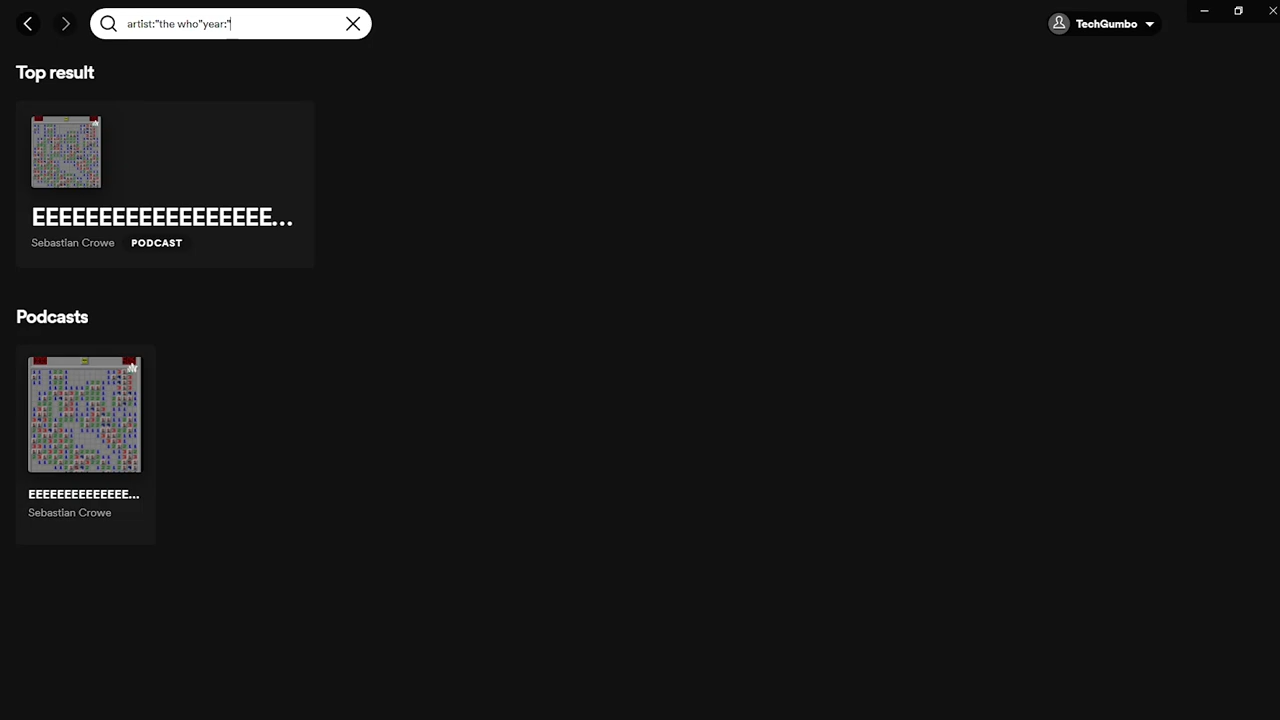 artist:"the who"year:"
TechGumbo
Top result
EEEEEEEEEEEEEEEEEE...
Sebastian Crowe PODCAST
Podcasts
EEEEEEEEEEEEEE...
Sebastian Crowe